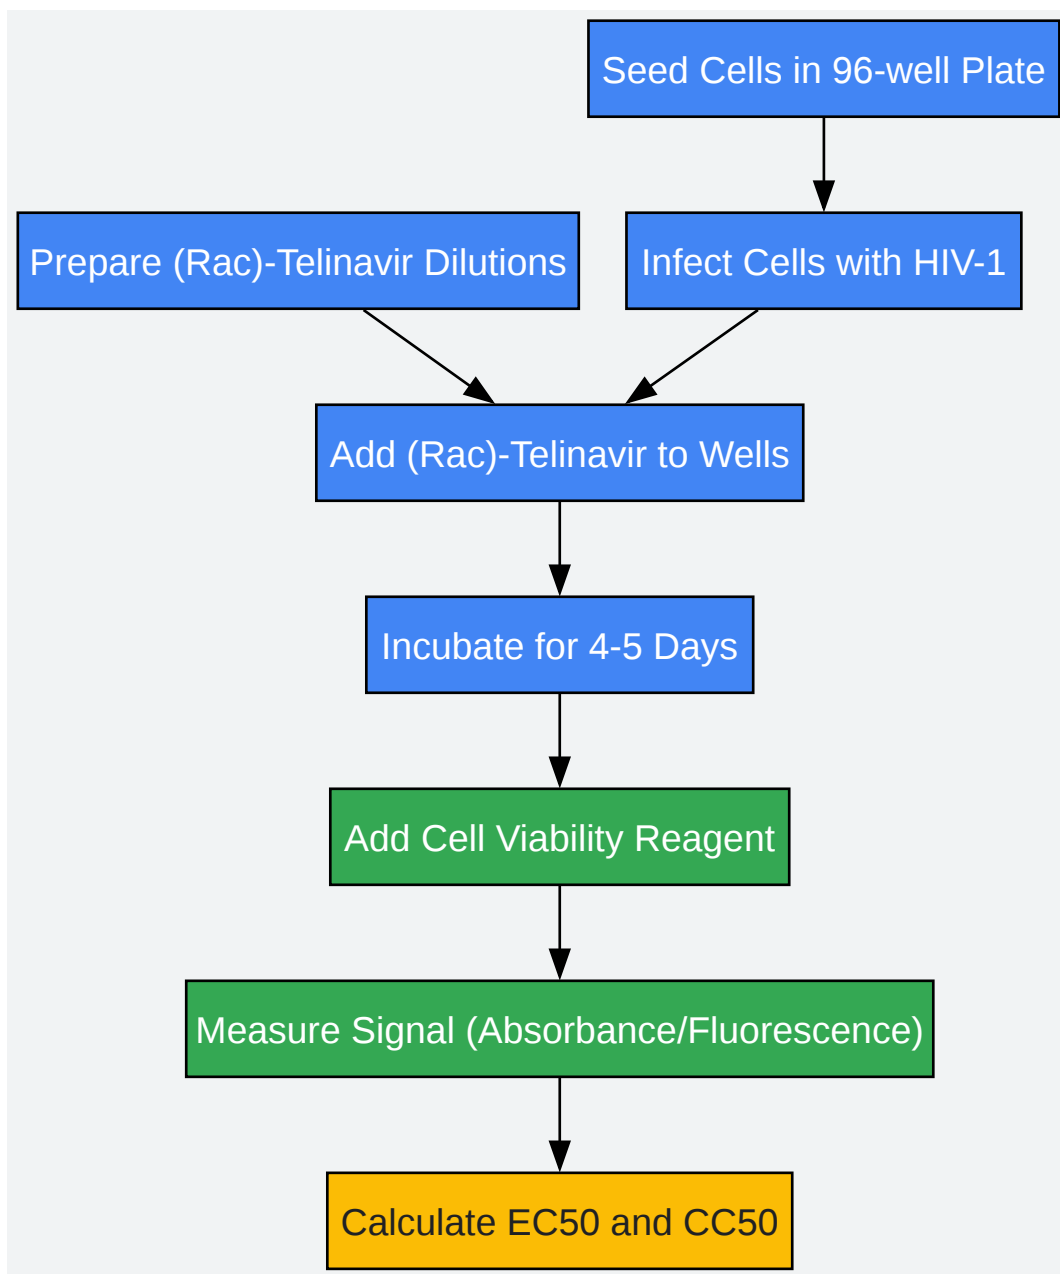 Seed Cells in 96-well Plate
Prepare (Rac)-Telinavir Dilutions
Infect Cells with HIV-1
Add (Rac)-Telinavir to Wells
Incubate for 4-5 Days
Add Cell Viability Reagent
Measure Signal (Absorbance/Fluorescence)
Calculate EC50 and CC50